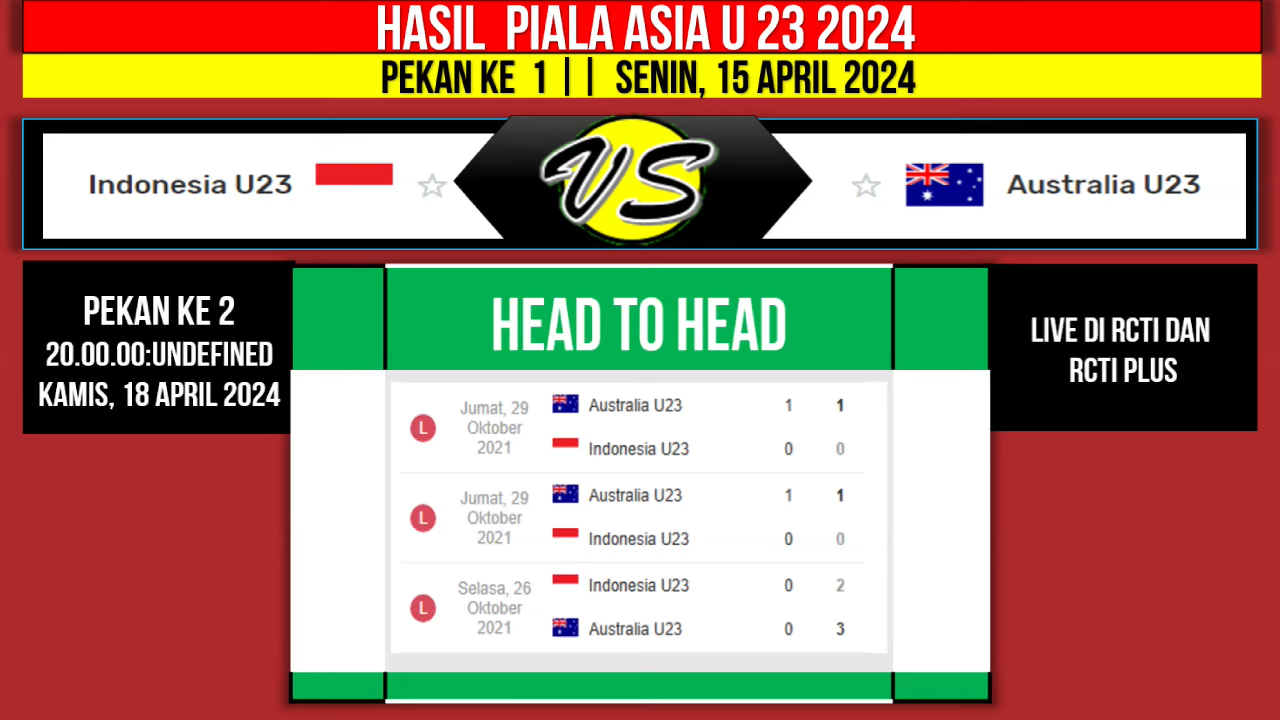 HASIL PIALA ASIA U 23 2024
PEKAN KE 1 || SENIN, 15 APRIL 2024
Indonesia U23
VS
Australia U23
PEKAN KE 2
20.00.00:UNDEFINED
KAMIS, 18 APRIL 2024
HEAD TO HEAD
LIVE DI RCTI DAN
RCTI PLUS
L
Jumat, 29
Oktober
2021
Australia U23 1 1
Indonesia U23 0 0
L
Jumat, 29
Oktober
2021
Australia U23 1 1
Indonesia U23 0 0
L
Selasa, 26
Oktober
2021
Indonesia U23 0 2
Australia U23 0 3